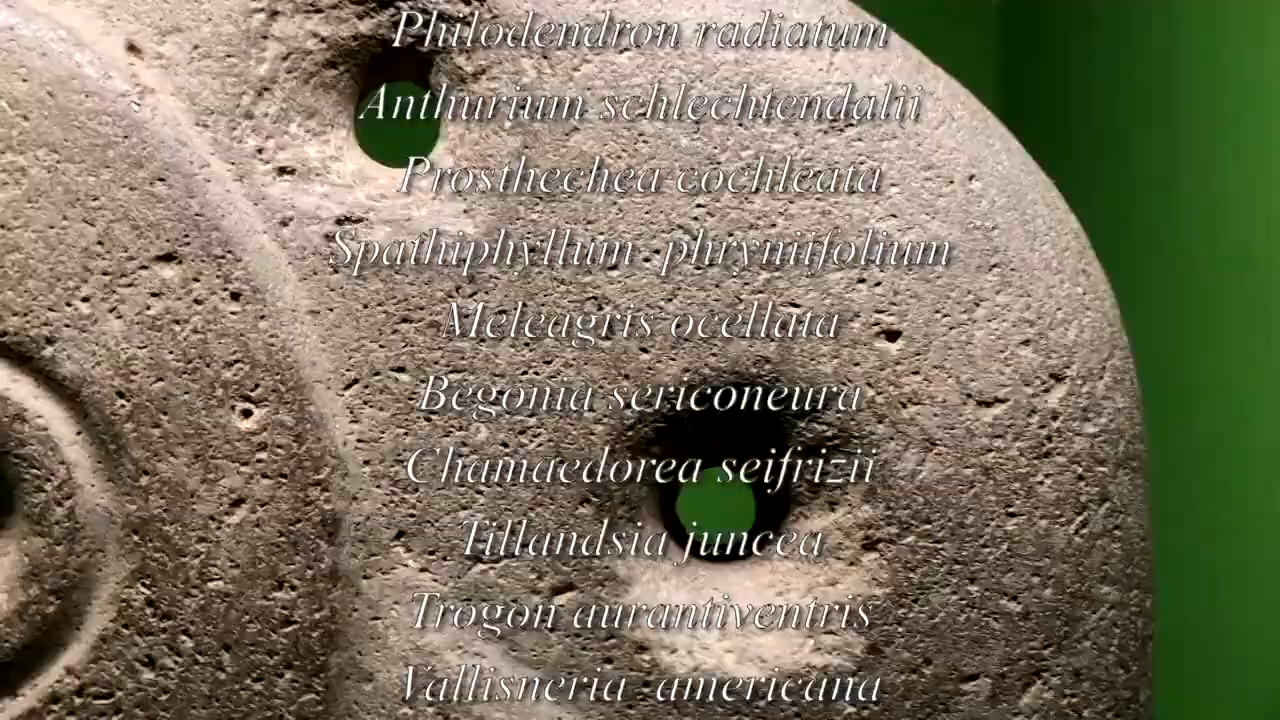 Philodendron radiatum
Anthurium schlechtendalii
Prosthechea cochleata
Spathiphyllum phryniifolium
Meleagris ocellata
Begonia sericoneura
Chamaedorea seifrizii
Tillandsia juncea
Trogon aurantiventris
Vallisneria americana